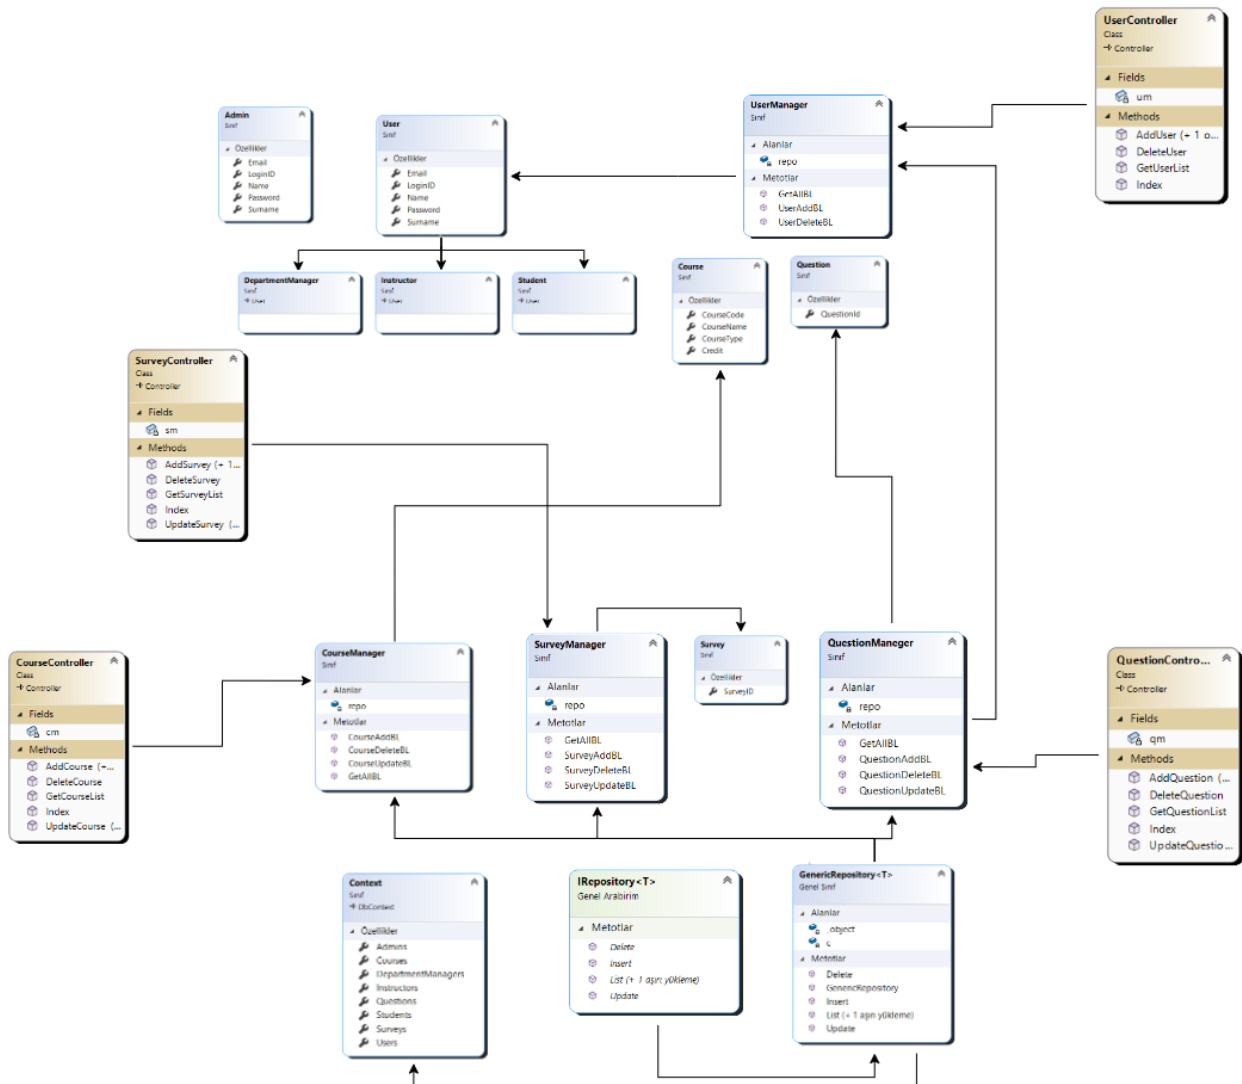 UserController
Class
Controller
Fields
um
Methods
AddUser (+ 1 o...
DeleteUser
GetUserList
Index
Admin
Sınıf
Özellikler
Email
LoginID
Name
Password
Surname
User
Sınıf
Özellikler
Email
LoginID
Name
Password
Surname
UserManager
Sınıf
Alanlar
repo
Metotlar
GetAllBL
UserAddBL
UserDeleteBL
DepartmentManager
Sınıf
User
Instructor
Sınıf
User
Student
Sınıf
User
Course
Sınıf
Özellikler
CourseCode
CourseName
CourseType
Credit
Question
Sınıf
Özellikler
QuestionId
SurveyController
Class
Controller
Fields
sm
Methods
AddSurvey (+ 1...
DeleteSurvey
GetSurveyList
Index
UpdateSurvey (...
CourseController
Class
Controller
Fields
cm
Methods
AddCourse (+...
DeleteCourse
GetCourseList
Index
UpdateCourse (...
CourseManager
Sınıf
Alanlar
repo
Metotlar
CourseAddBL
CourseDeleteBL
CourseUpdateBL
GetAllBL
SurveyManager
Sınıf
Alanlar
repo
Metotlar
GetAllBL
SurveyAddBL
SurveyDeleteBL
SurveyUpdateBL
Survey
Sınıf
Özellikler
SurveyID
QuestionManeger
Sınıf
Alanlar
repo
Metotlar
GetAllBL
QuestionAddBL
QuestionDeleteBL
QuestionUpdateBL
QuestionContro...
Class
Controller
Fields
qm
Methods
AddQuestion (...
DeleteQuestion
GetQuestionList
Index
UpdateQuestio...
Context
Sınıf
DbContext
Özellikler
Admins
Courses
DepartmentManagers
Instructors
Questions
Students
Surveys
Users
IRepository<T>
Genel Arabirim
Metotlar
Delete
Insert
List (+ 1 aşırı yükleme)
Update
GenericRepository<T>
Genel Sınıf
Alanlar
_object
c
Metotlar
Delete
GenericRepository
Insert
List (+ 1 aşırı yükleme)
Update